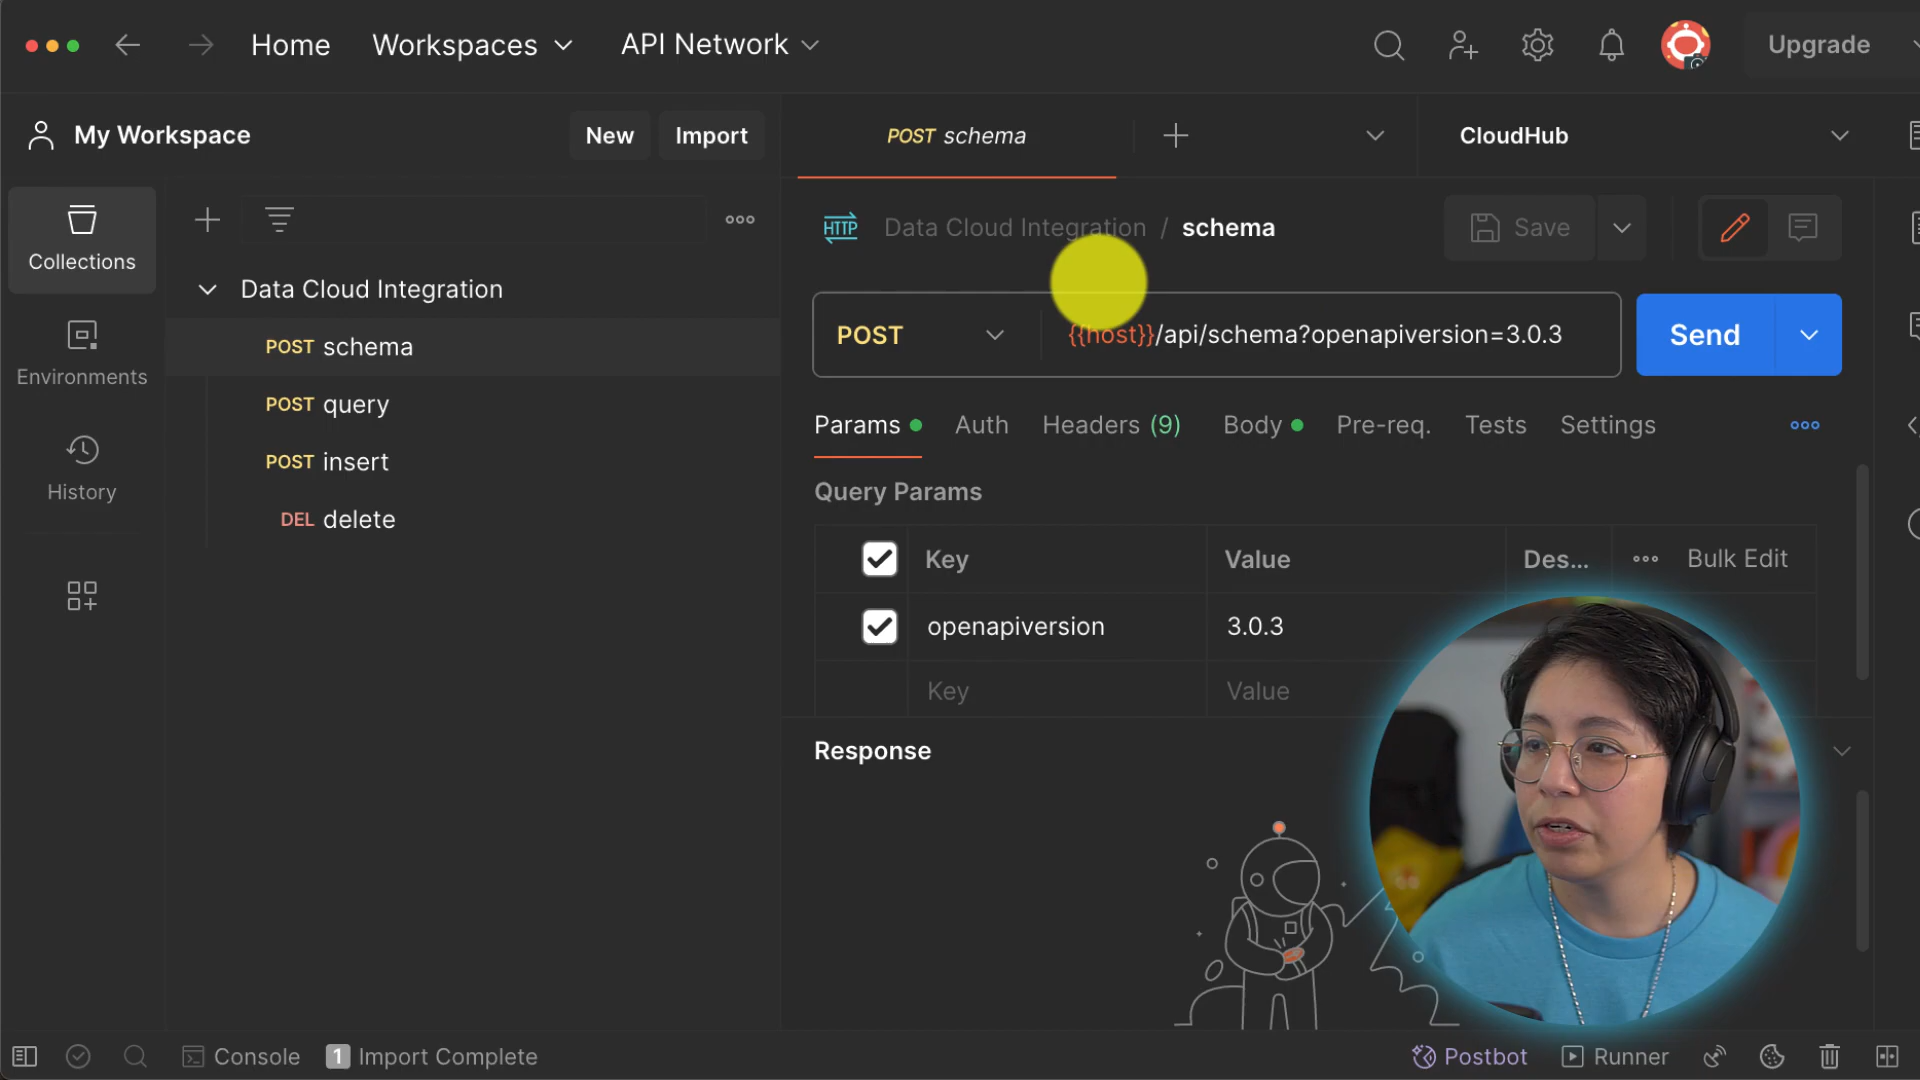 Home
Workspaces
API Network
Upgrade
My Workspace
New
Import
POST schema
CloudHub
Collections
HTTP
Data Cloud Integration / schema
Save
Data Cloud Integration
POST schema
POST {{host}}/api/schema?openapiversion=3.0.3
Send
Environments
POST query
Params
Auth
Headers (9)
Body
Pre-req.
Tests
Settings
POST insert
History
Query Params
DEL delete
Key
Value
Des...
Bulk Edit
openapiversion
3.0.3
Key
Value
Response
Console
1 Import Complete
Postbot
Runner